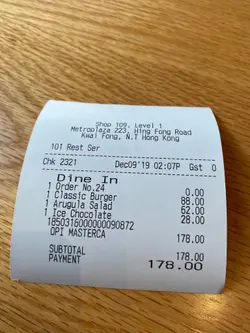 Shop 109, Level 1
Metroplaza 223, Hing Fong Road
Kwai Fong, N.T Hong Kong
101 Rest Ser
Chk 2321 Dec09'19 02:07P Gst 0
Dine In
1 Order No.24 0.00
1 Classic Burger 88.00
1 Arugula Salad 62.00
1 Ice Chocolate 28.00
1850316000000090872
OPI MASTERCA 178.00
SUBTOTAL 178.00
PAYMENT 178.00